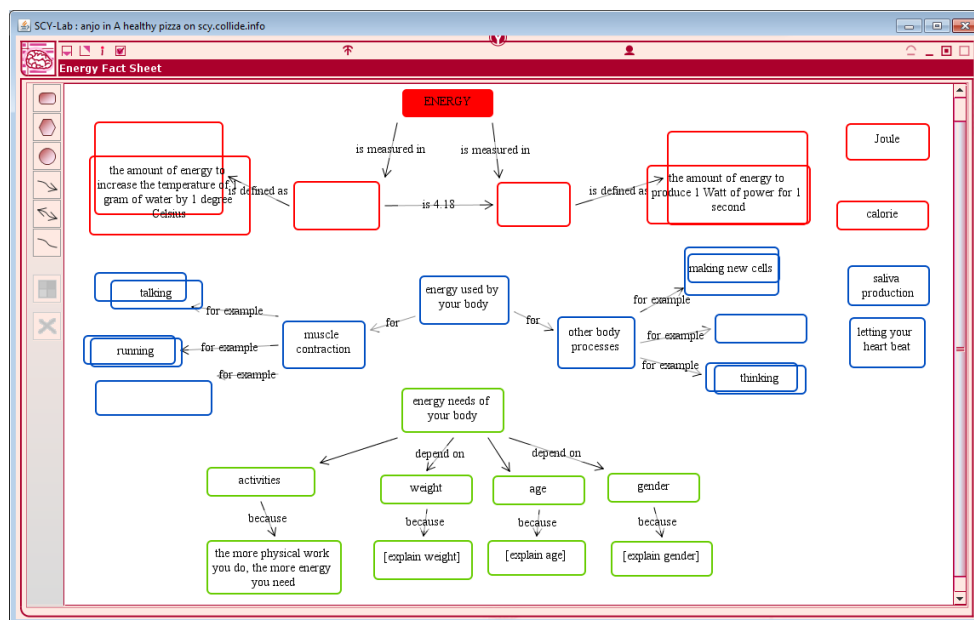 SCY-Lab : anjo in A healthy pizza on scy.collide.info
Energy Fact Sheet
ENERGY
is measured in
is measured in
Joule
the amount of energy to
increase the temperature of 1
gram of water by 1 degree
Celsius
is defined as
is 4.18
is defined as
the amount of energy to
produce 1 Watt of power for 1
second
calorie
talking
for example
energy used by
your body
making new cells
for example
saliva
production
running
for example
muscle
contraction
for
for
other body
processes
for example
letting your
heart beat
for example
for example
thinking
energy needs of
your body
depend on
depend on
activities
weight
age
gender
because
because
because
because
the more physical work
you do, the more energy
you need
[explain weight]
[explain age]
[explain gender]